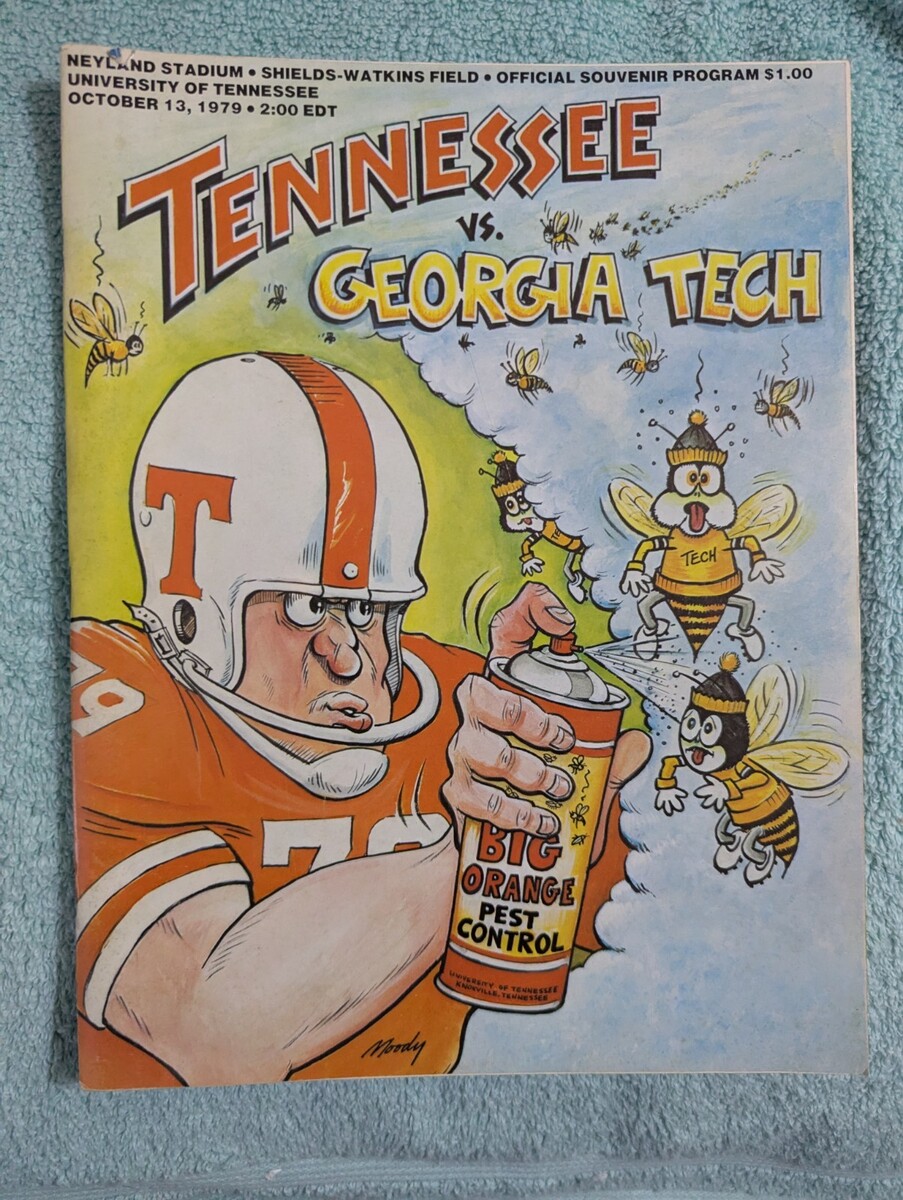 NEYLAND STADIUM • SHIELDS-WATKINS FIELD • OFFICIAL SOUVENIR PROGRAM $1.00
UNIVERSITY OF TENNESSEE
OCTOBER 13, 1979 • 2:00 EDT
TENNESSEE
VS.
GEORGIA TECH
T
TECH
79
79
BIG
ORANGE
PEST
CONTROL
UNIVERSITY OF TENNESSEE
KNOXVILLE, TENNESSEE
Moody